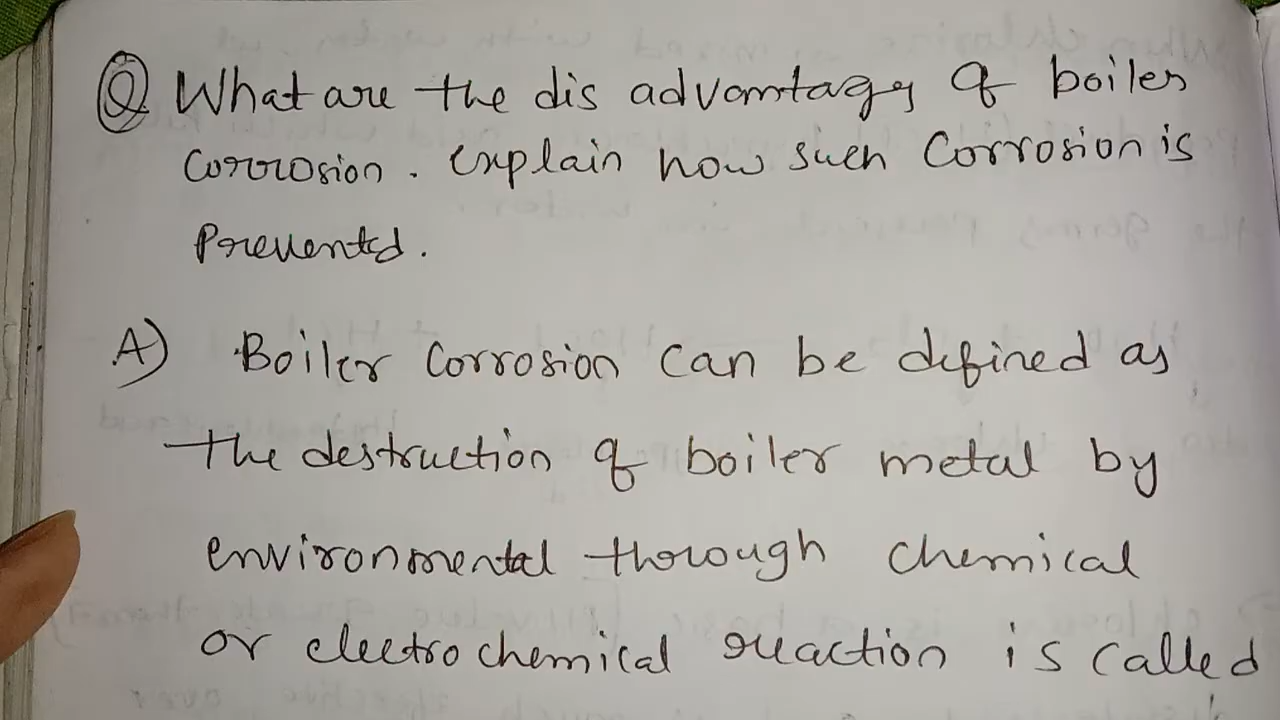 Q What are the dis advantages of boiler
Corrosion. explain how such Corrosion is
Prevented.
A) Boiler Corrosion can be defined as
the destruction of boiler metal by
environmental through chemical
or electrochemical reaction is called